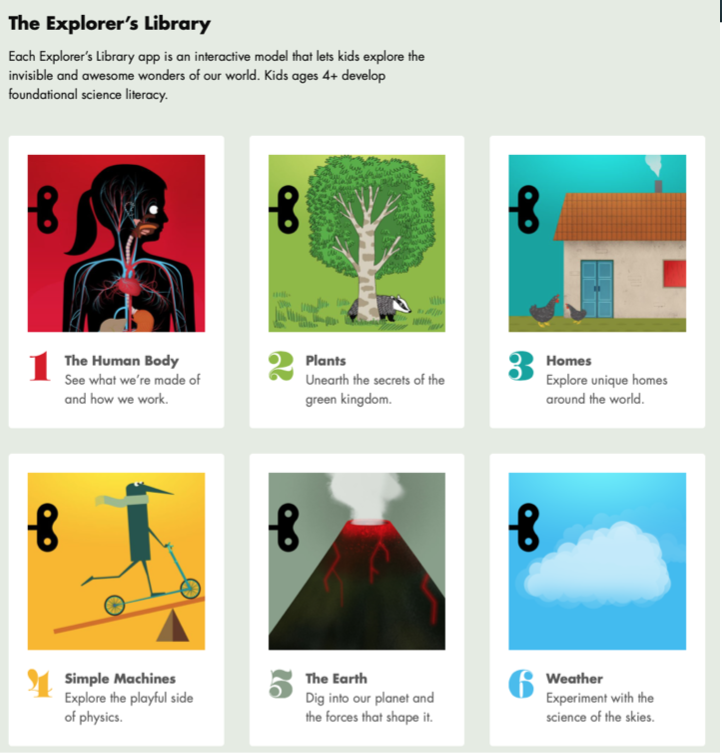 The Explorer’s Library
Each Explorer’s Library app is an interactive model that lets kids explore the
invisible and awesome wonders of our world. Kids ages 4+ develop
foundational science literacy.
1 The Human Body
See what we’re made of
and how we work.
2 Plants
Unearth the secrets of the
green kingdom.
3 Homes
Explore unique homes
around the world.
4 Simple Machines
Explore the playful side
of physics.
5 The Earth
Dig into our planet and
the forces that shape it.
6 Weather
Experiment with the
science of the skies.